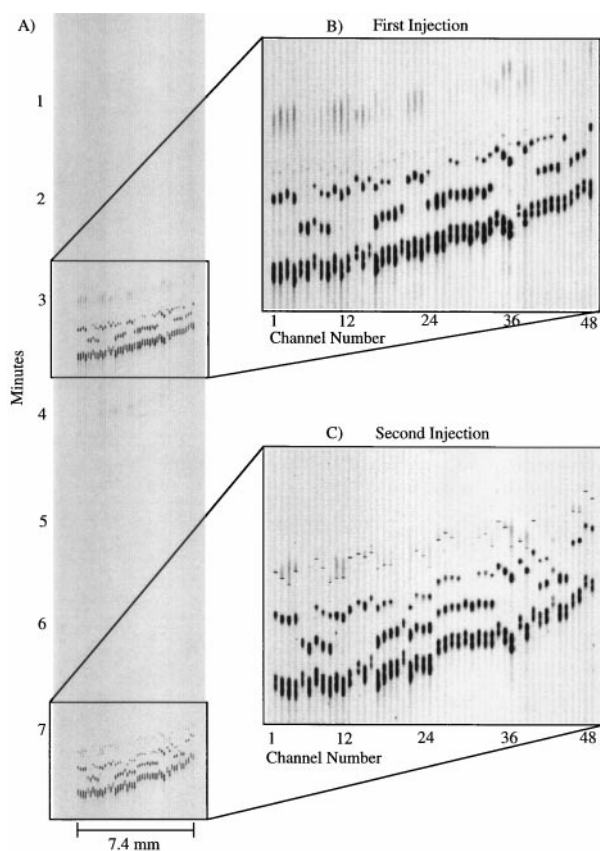 A)
1
2
3
4
5
6
7
Minutes
7.4 mm
B) First Injection
1 12 24 36 48
Channel Number
C) Second Injection
1 12 24 36 48
Channel Number